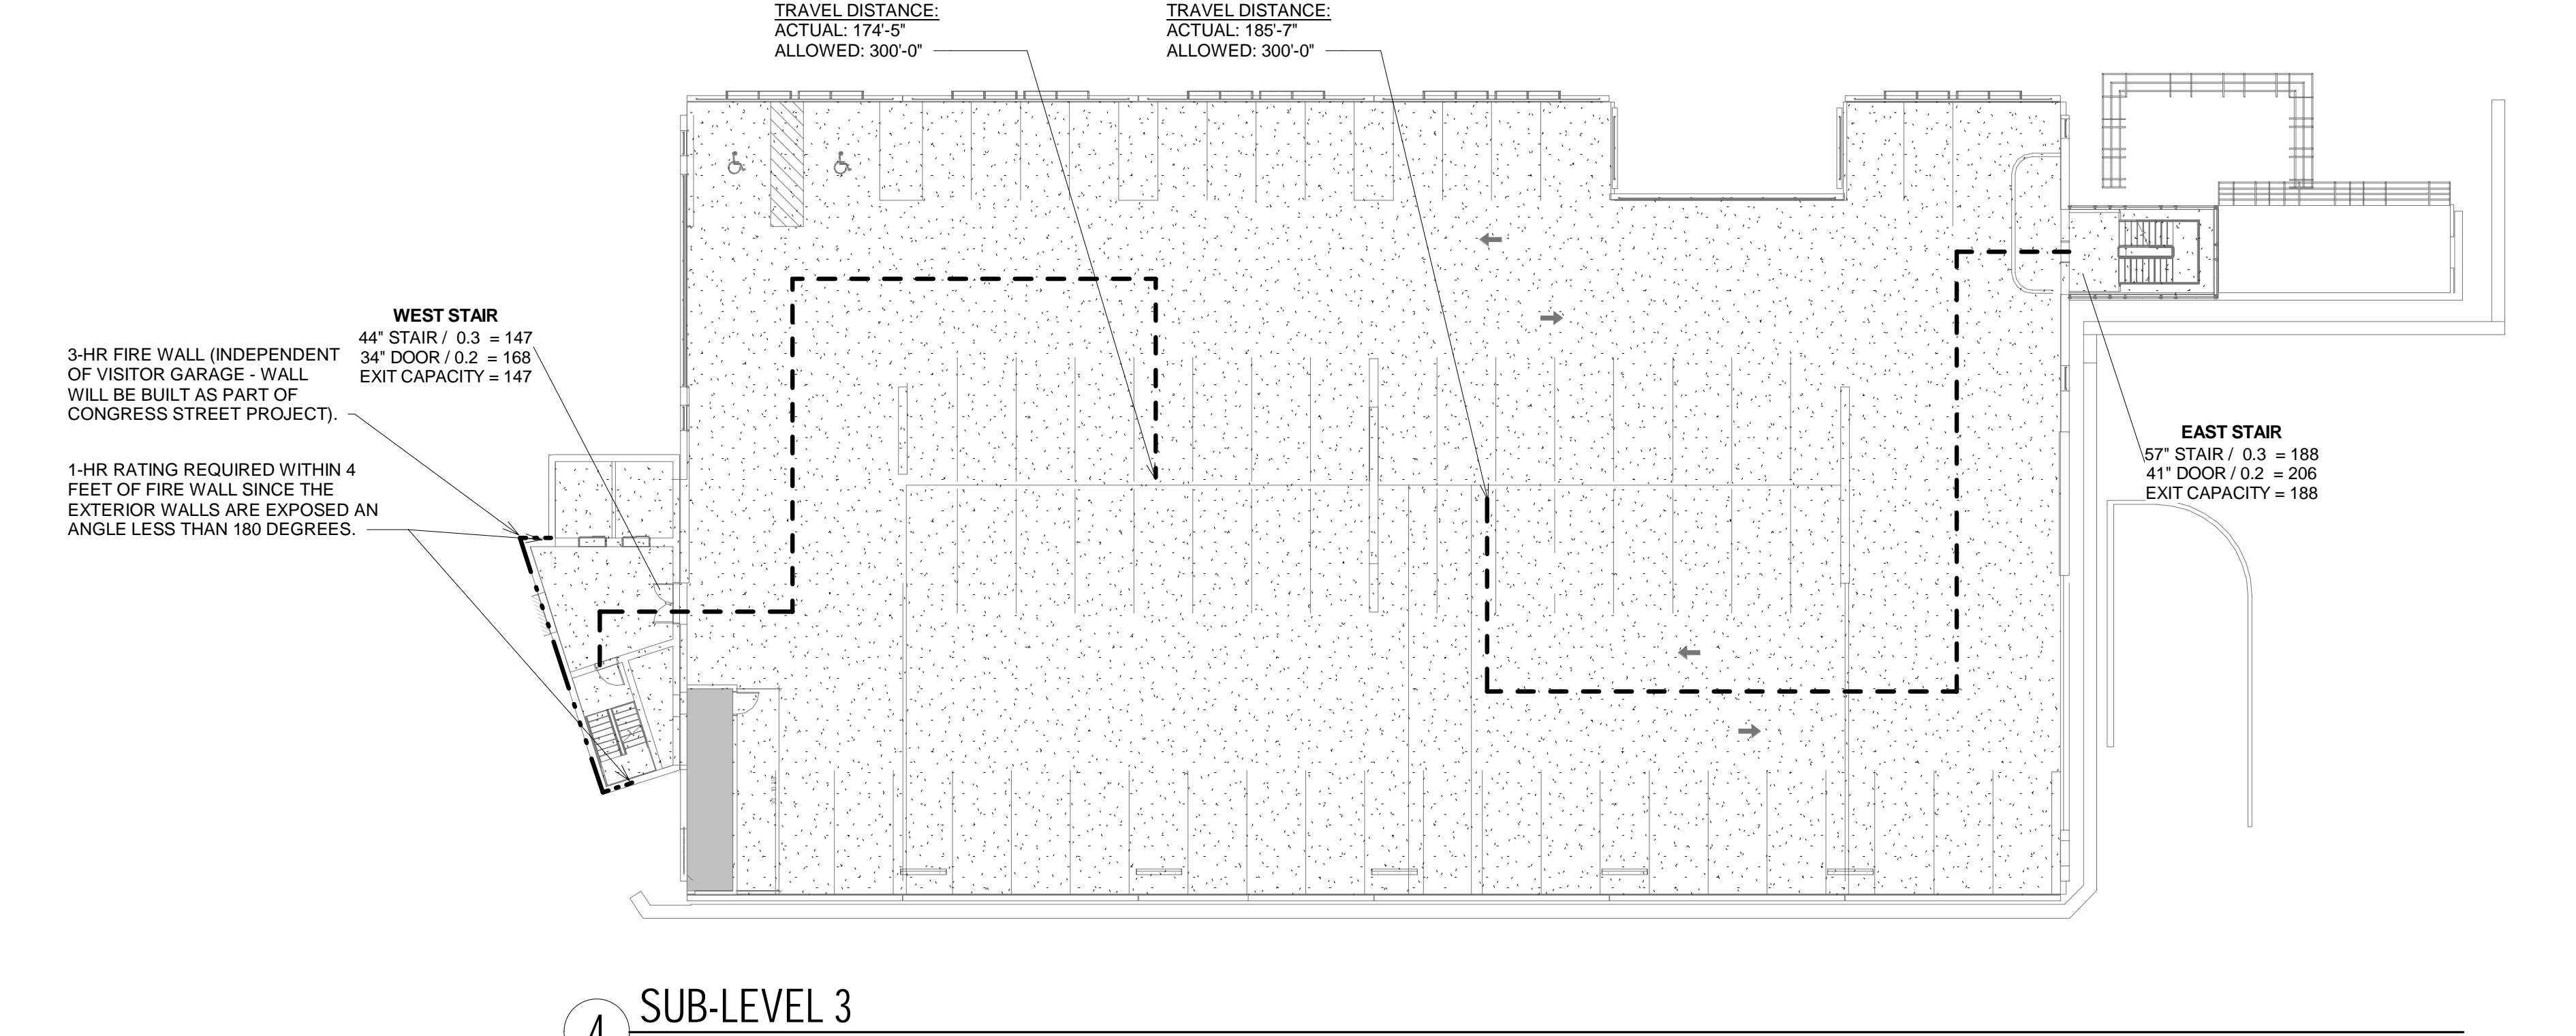 TRAVEL DISTANCE:
ACTUAL: 174'-5"
ALLOWED: 300'-0"
TRAVEL DISTANCE:
ACTUAL: 185'-7"
ALLOWED: 300'-0"
WEST STAIR
44" STAIR / 0.3 = 147
34" DOOR / 0.2 = 168
EXIT CAPACITY = 147
3-HR FIRE WALL (INDEPENDENT
OF VISITOR GARAGE - WALL
WILL BE BUILT AS PART OF
CONGRESS STREET PROJECT).
1-HR RATING REQUIRED WITHIN 4
FEET OF FIRE WALL SINCE THE
EXTERIOR WALLS ARE EXPOSED AN
ANGLE LESS THAN 180 DEGREES.
EAST STAIR
57" STAIR / 0.3 = 188
41" DOOR / 0.2 = 206
EXIT CAPACITY = 188
4
SUB-LEVEL 3